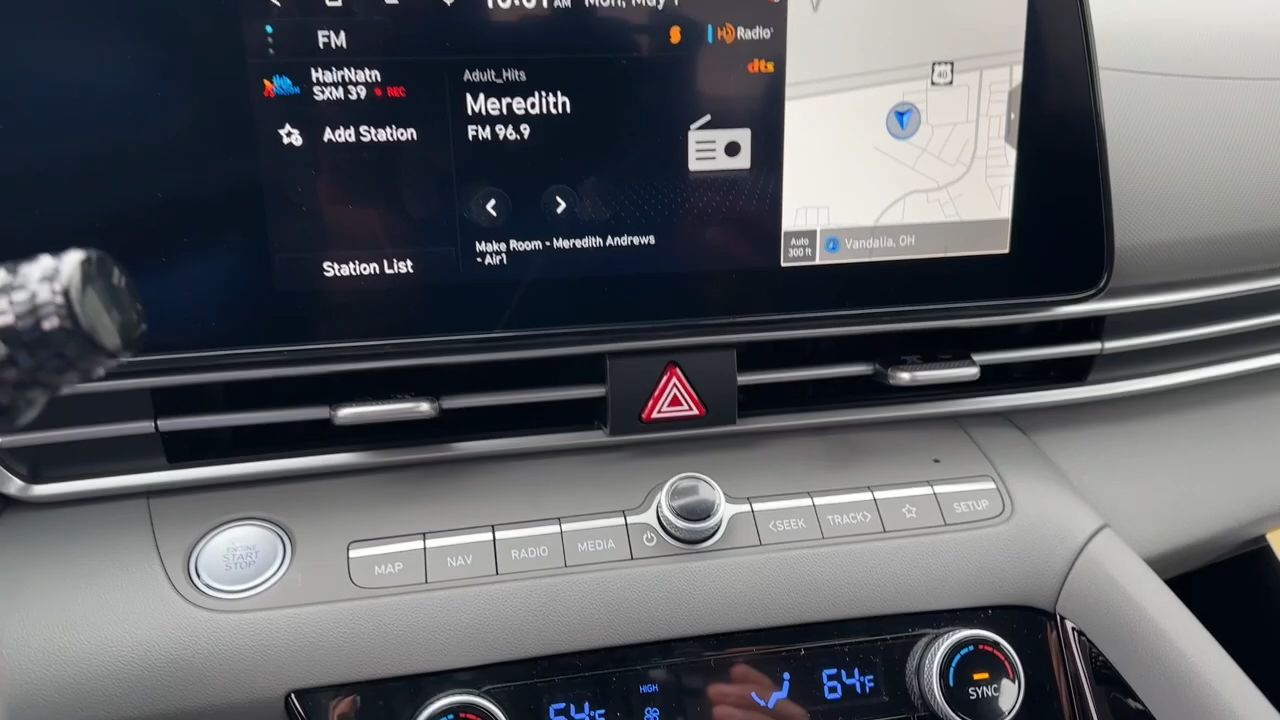 FM
HD Radio
dts
HairNatn
SXM 39 REC
Add Station
Station List
Adult_Hits
Meredith
FM 96.9
Make Room - Meredith Andrews
- Air1
40
Auto
300 ft
Vandalia, OH
ENGINE
START
STOP
MAP
NAV
RADIO
MEDIA
<SEEK
TRACK>
SETUP
HIGH
64°F
64°F
SYNC